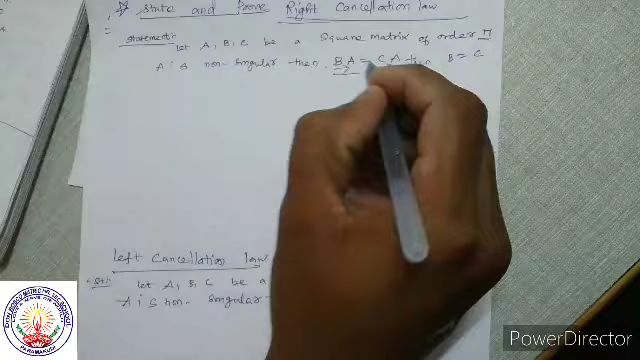 State and Prove Right Cancellation law
Statement:- Let A, B, C be a Square matrix of order n
A is non-singular then BA = CA then B = C
left Cancellation law
let A, B, C be a
A is non-singular
PARAMAKUDI
PowerDirector